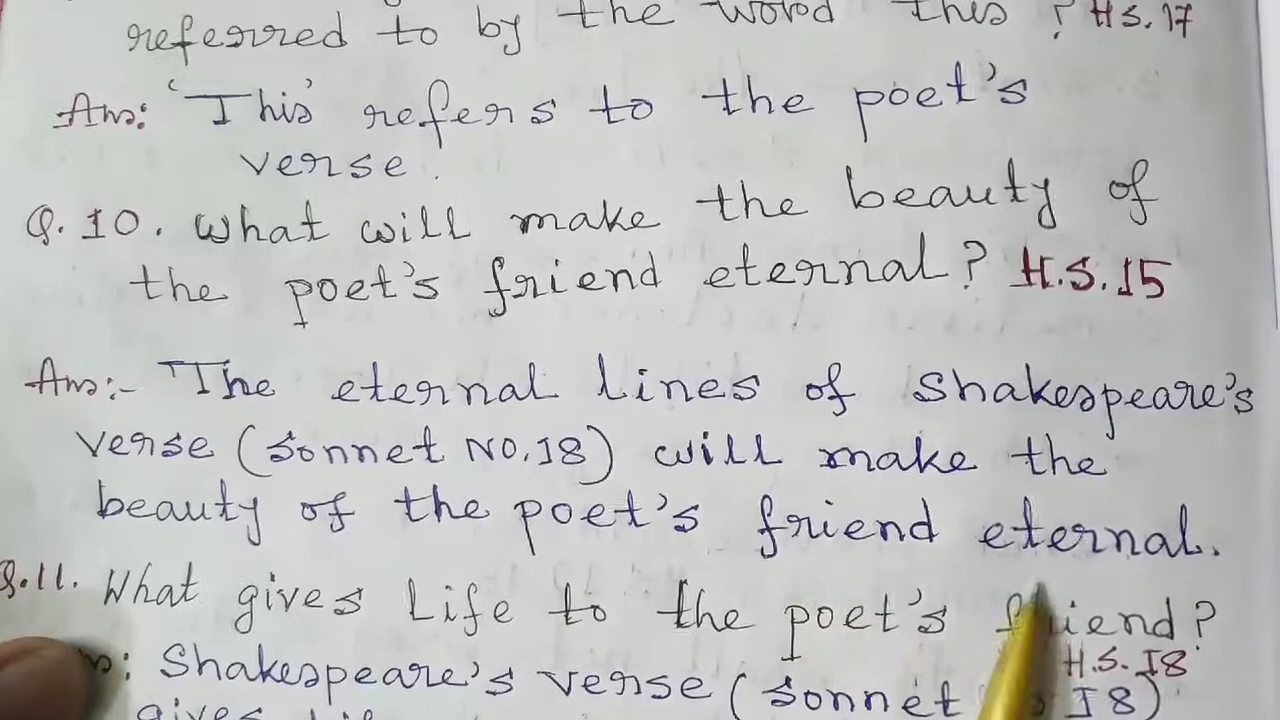 referred to by the word this ? H.S.17
Ans: 'This' refers to the poet's
verse.
Q.10. What will make the beauty of
the poet's friend eternal? H.S.15
Ans:- The eternal lines of Shakespeare's
verse (Sonnet No.18) will make the
beauty of the poet's friend eternal.
Q.11. What gives Life to the poet's friend?
H.S.18
Ans: Shakespeare's verse (Sonnet 18)
gives